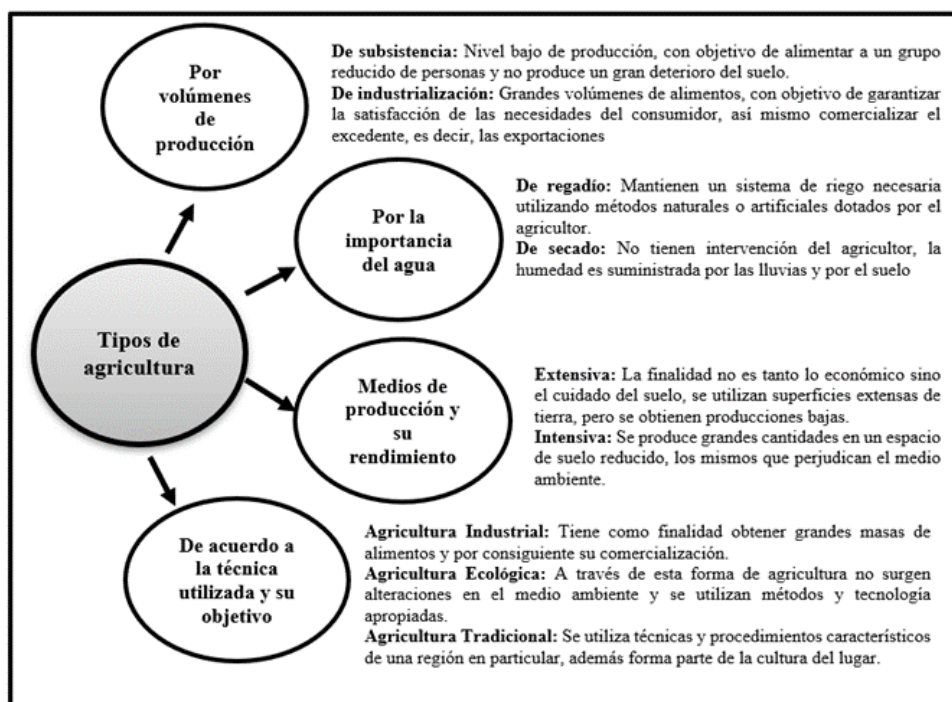 Por
volúmenes
de
producción
De subsistencia: Nivel bajo de producción, con objetivo de alimentar a un grupo
reducido de personas y no produce un gran deterioro del suelo.
De industrialización: Grandes volúmenes de alimentos, con objetivo de garantizar
la satisfacción de las necesidades del consumidor, así mismo comercializar el
excedente, es decir, las exportaciones
Por la
importancia
del agua
De regadío: Mantienen un sistema de riego necesaria
utilizando métodos naturales o artificiales dotados por el
agricultor.
De secado: No tienen intervención del agricultor, la
humedad es suministrada por las lluvias y por el suelo
Tipos de
agricultura
Medios de
producción y
su
rendimiento
Extensiva: La finalidad no es tanto lo económico sino
el cuidado del suelo, se utilizan superficies extensas de
tierra, pero se obtienen producciones bajas.
Intensiva: Se produce grandes cantidades en un espacio
de suelo reducido, los mismos que perjudican el medio
ambiente.
De acuerdo a
la técnica
utilizada y su
objetivo
Agricultura Industrial: Tiene como finalidad obtener grandes masas de
alimentos y por consiguiente su comercialización.
Agricultura Ecológica: A través de esta forma de agricultura no surgen
alteraciones en el medio ambiente y se utilizan métodos y tecnología
apropiadas.
Agricultura Tradicional: Se utiliza técnicas y procedimientos característicos
de una región en particular, además forma parte de la cultura del lugar.